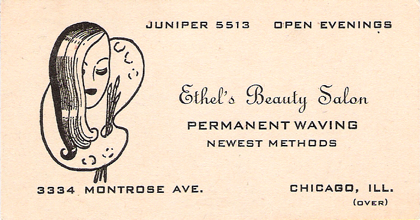 JUNIPER 5513 OPEN EVENINGS
Ethel's Beauty Salon
PERMANENT WAVING
NEWEST METHODS
3334 MONTROSE AVE. CHICAGO, ILL.
(OVER)